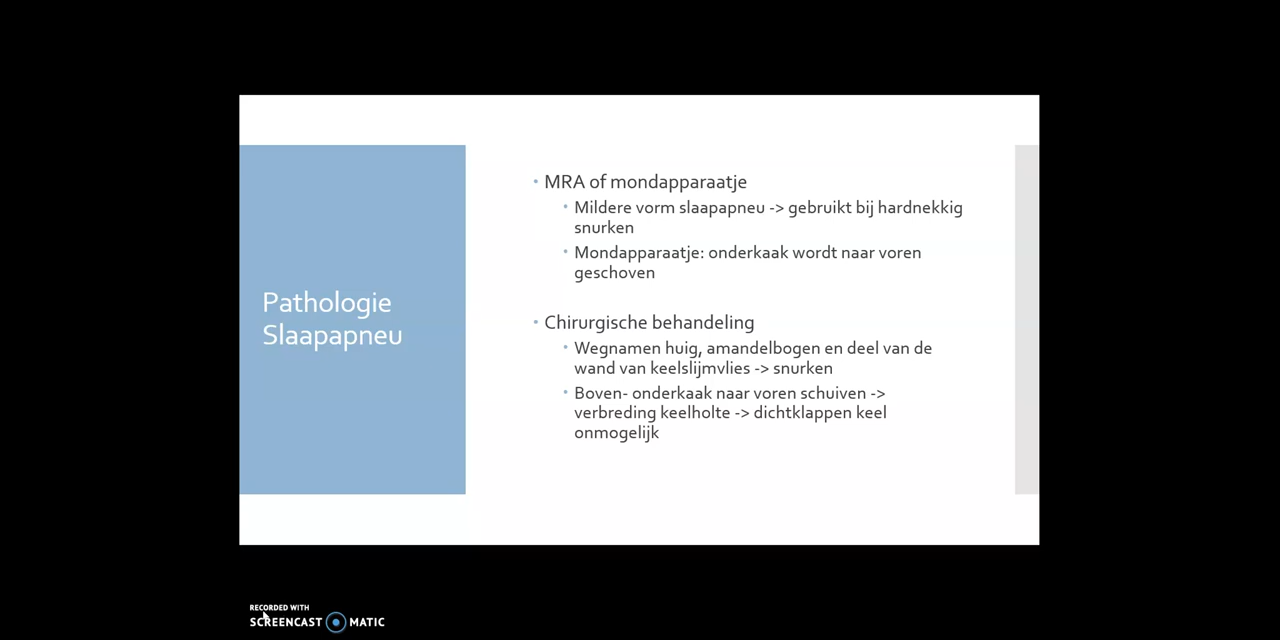 Pathologie
Slaapapneu
• MRA of mondapparaatje
• Mildere vorm slaapapneu -> gebruikt bij hardnekkig
snurken
• Mondapparaatje: onderkaak wordt naar voren
geschoven
• Chirurgische behandeling
• Wegnamen huig, amandelbogen en deel van de
wand van keelslijmvlies -> snurken
• Boven- onderkaak naar voren schuiven ->
verbreding keelholte -> dichtklappen keel
onmogelijk
RECORDED WITH
SCREENCAST MATIC